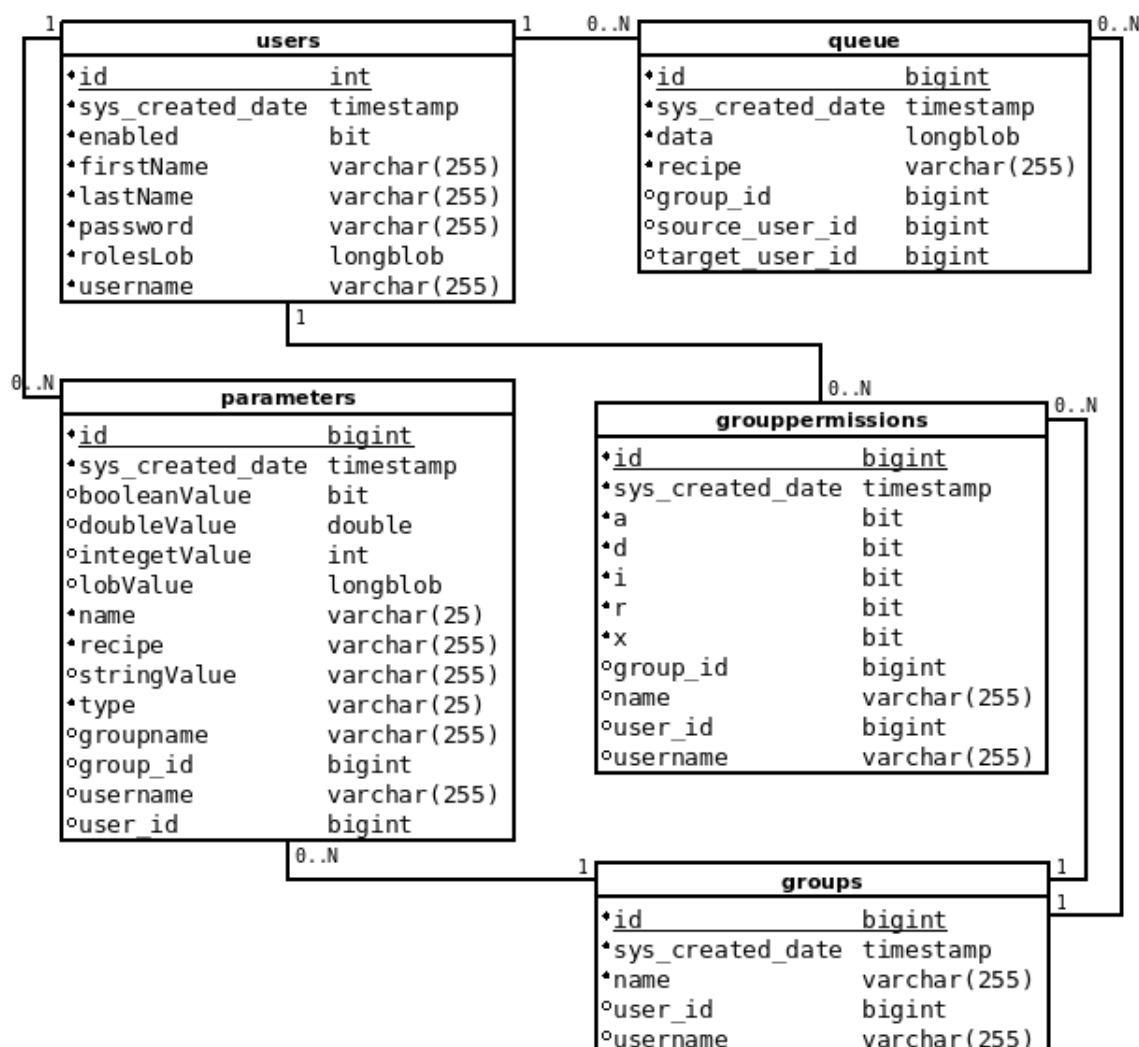 1
users
1
0..N
queue
0..N
id int
sys_created_date timestamp
enabled bit
firstName varchar(255)
lastName varchar(255)
password varchar(255)
rolesLob longblob
username varchar(255)
id bigint
sys_created_date timestamp
data longblob
recipe varchar(255)
group_id bigint
source_user_id bigint
target_user_id bigint
1
0..N
parameters
id bigint
sys_created_date timestamp
booleanValue bit
doubleValue double
integetValue int
lobValue longblob
name varchar(25)
recipe varchar(255)
stringValue varchar(255)
type varchar(25)
groupname varchar(255)
group_id bigint
username varchar(255)
user_id bigint
0..N
0..N
0..N
grouppermissions
id bigint
sys_created_date timestamp
a bit
d bit
i bit
r bit
x bit
group_id bigint
name varchar(255)
user_id bigint
username varchar(255)
1
groups
1
1
id bigint
sys_created_date timestamp
name varchar(255)
user_id bigint
username varchar(255)